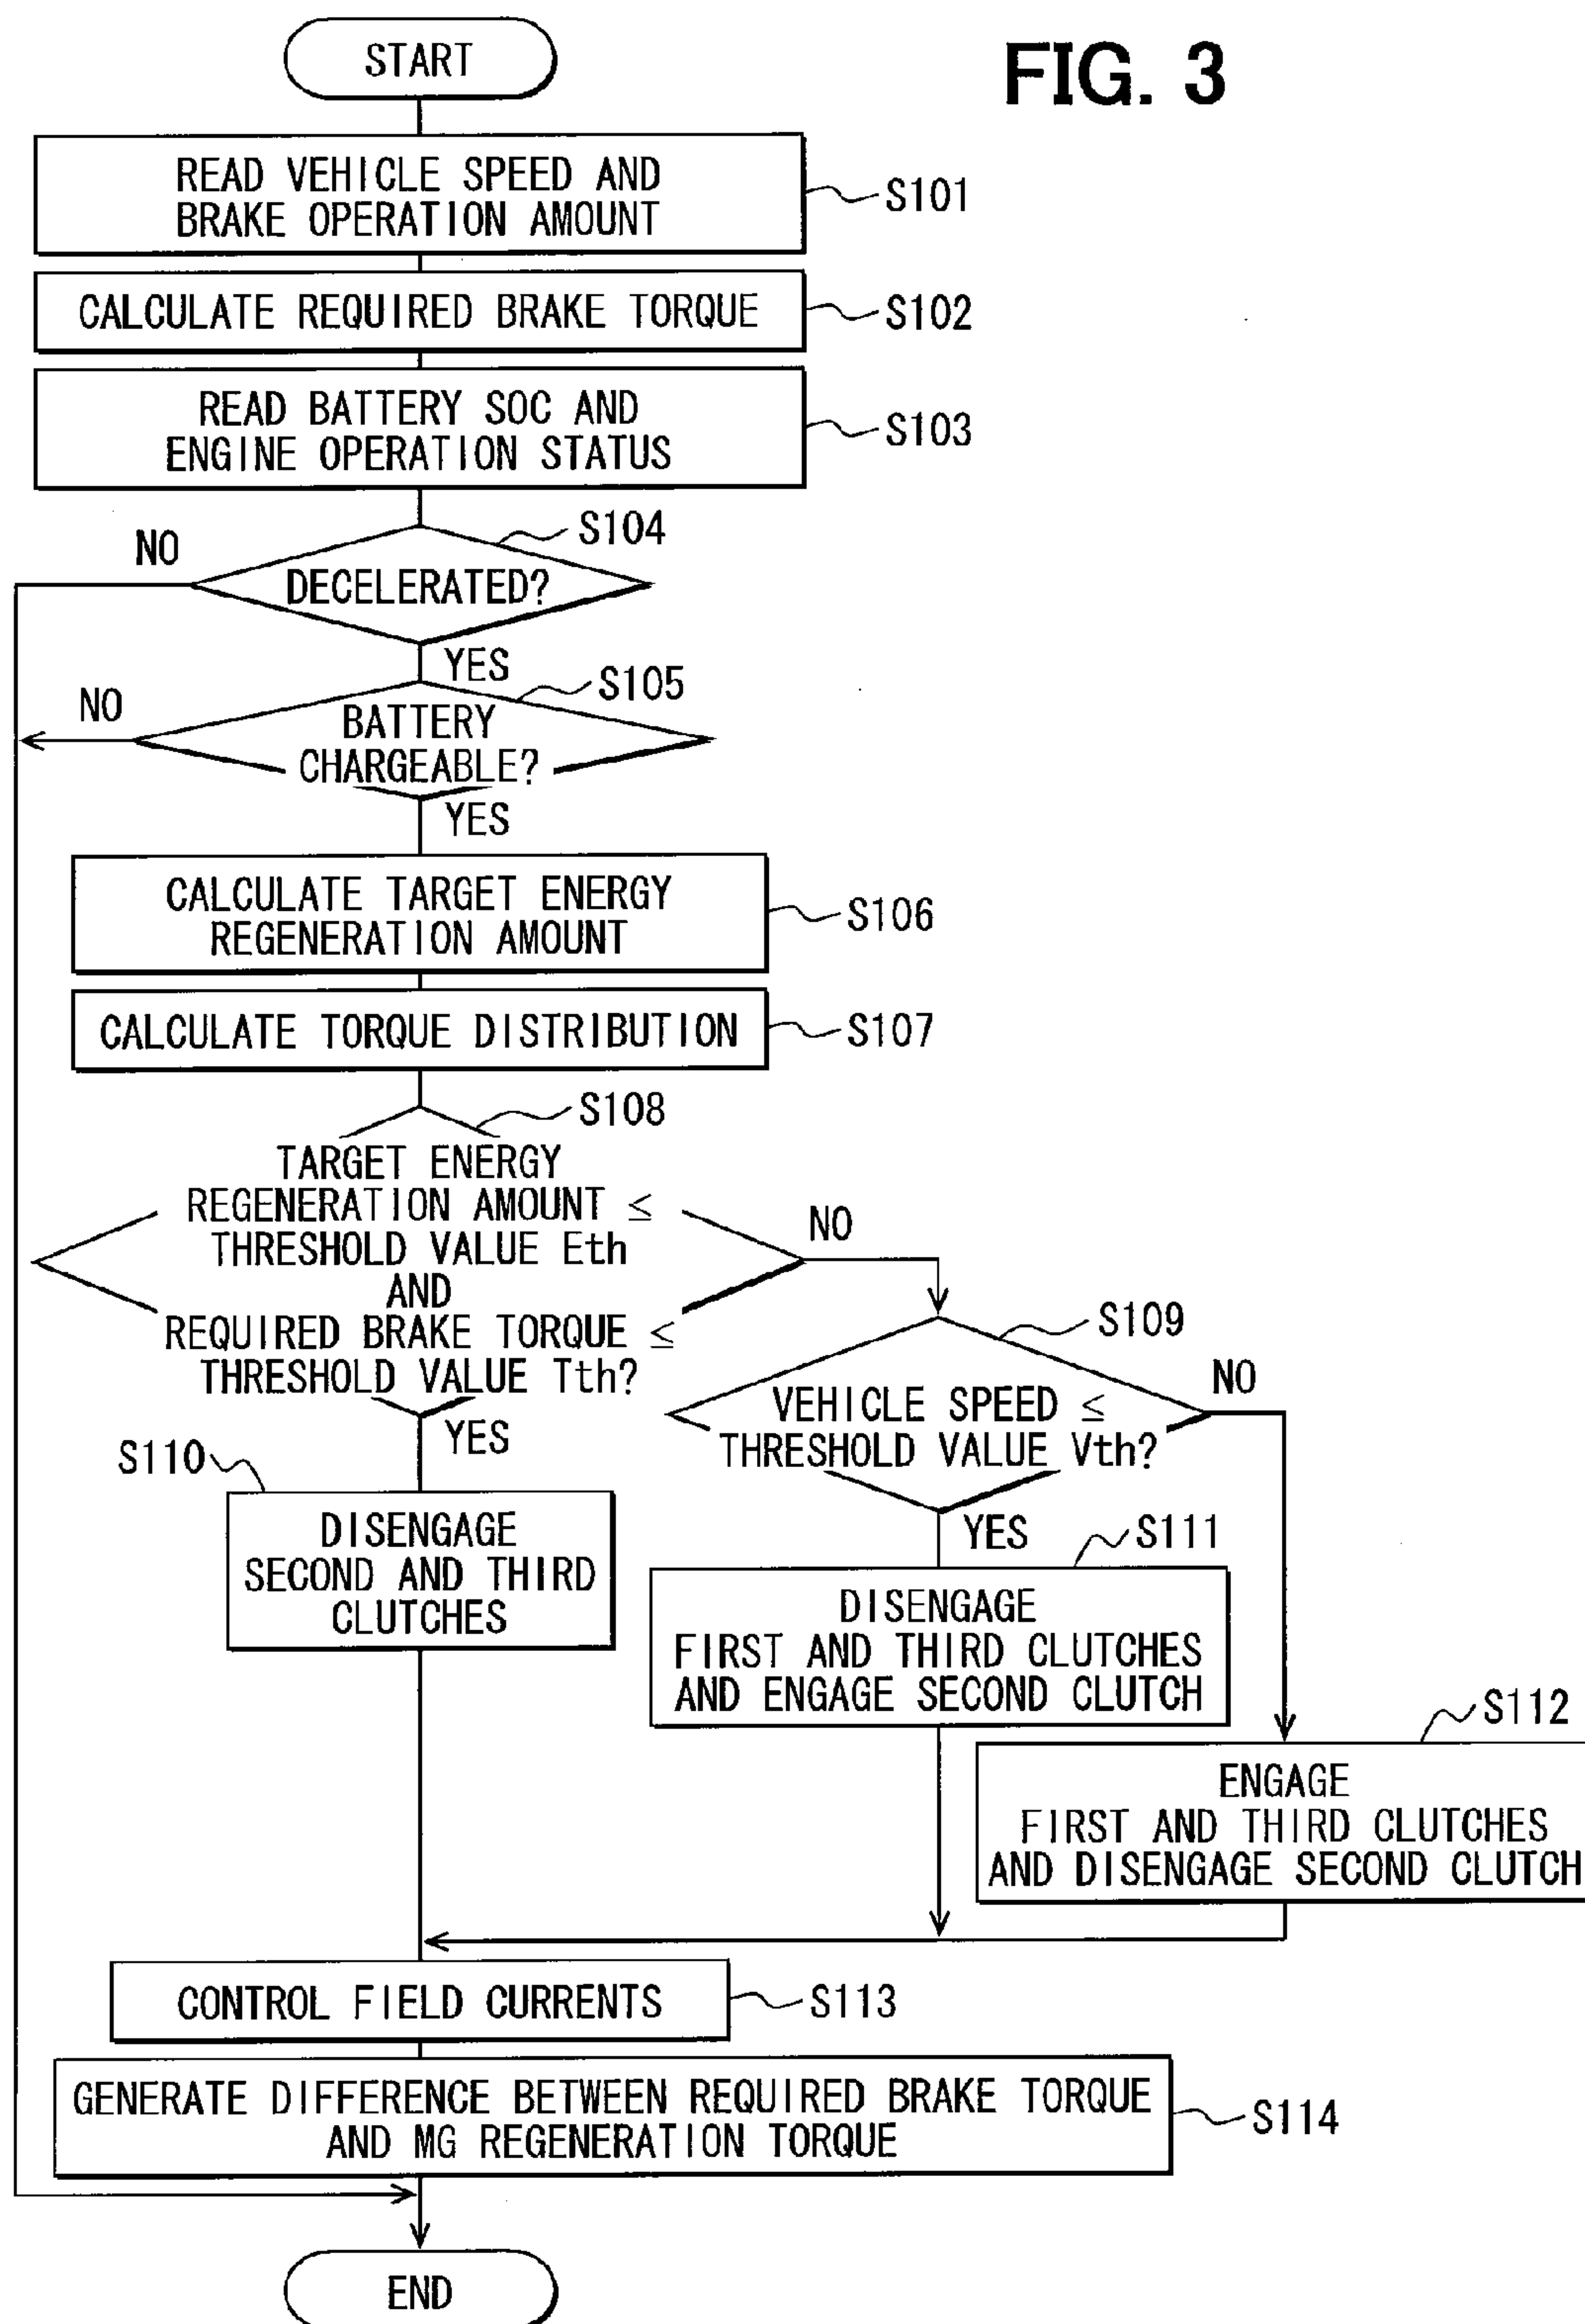 START
FIG. 3
READ VEHICLE SPEED AND
BRAKE OPERATION AMOUNT
S101
CALCULATE REQUIRED BRAKE TORQUE
S102
READ BATTERY SOC AND
ENGINE OPERATION STATUS
S103
S104
NO
DECELERATED?
YES
S105
NO
BATTERY
CHARGEABLE?
YES
CALCULATE TARGET ENERGY
REGENERATION AMOUNT
S106
CALCULATE TORQUE DISTRIBUTION
S107
S108
TARGET ENERGY
REGENERATION AMOUNT ≤
THRESHOLD VALUE Eth
AND
REQUIRED BRAKE TORQUE ≤
THRESHOLD VALUE Tth?
NO
YES
S109
VEHICLE SPEED ≤
THRESHOLD VALUE Vth?
NO
YES
S110
DISENGAGE
SECOND AND THIRD
CLUTCHES
S111
DISENGAGE
FIRST AND THIRD CLUTCHES
AND ENGAGE SECOND CLUTCH
S112
ENGAGE
FIRST AND THIRD CLUTCHES
AND DISENGAGE SECOND CLUTCH
CONTROL FIELD CURRENTS
S113
GENERATE DIFFERENCE BETWEEN REQUIRED BRAKE TORQUE
AND MG REGENERATION TORQUE
S114
END